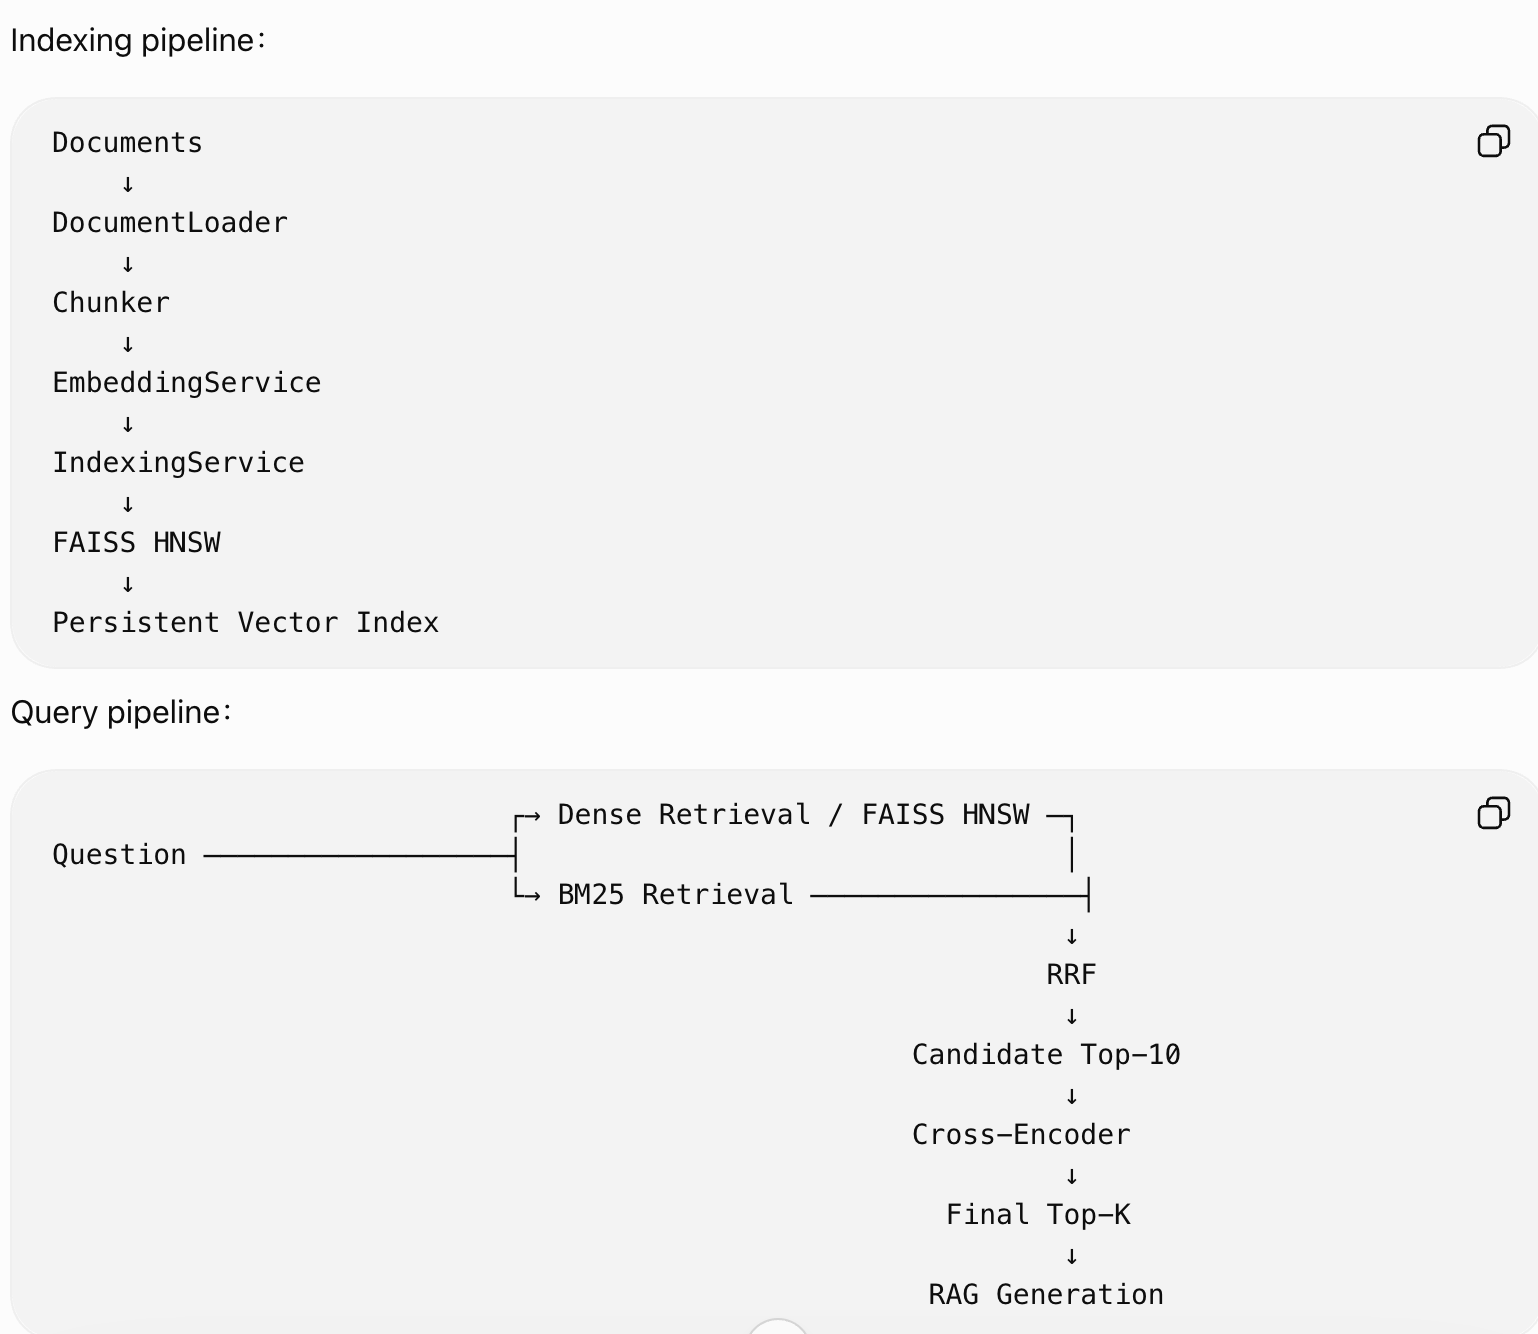 Indexing pipeline:
Documents
↓
DocumentLoader
↓
Chunker
↓
EmbeddingService
↓
IndexingService
↓
FAISS HNSW
↓
Persistent Vector Index
Query pipeline:
┌→ Dense Retrieval / FAISS HNSW ─┐
Question ──────────────────┤ │
└→ BM25 Retrieval ────────────────┤
↓
RRF
↓
Candidate Top-10
↓
Cross-Encoder
↓
Final Top-K
↓
RAG Generation